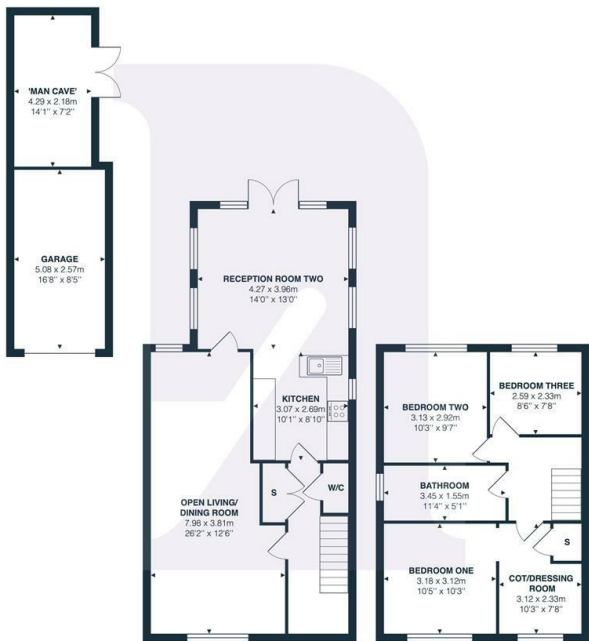 'MAN CAVE'
4.29 x 2.18m
14'1" x 7'2"
GARAGE
5.08 x 2.57m
16'8" x 8'5"
RECEPTION ROOM TWO
4.27 x 3.96m
14'0" x 13'0"
KITCHEN
3.07 x 2.69m
10'1" x 8'10"
S
W/C
OPEN LIVING/
DINING ROOM
7.98 x 3.81m
26'2" x 12'6"
BEDROOM TWO
3.13 x 2.92m
10'3" x 9'7"
BEDROOM THREE
2.59 x 2.33m
8'6" x 7'8"
BATHROOM
3.45 x 1.55m
11'4" x 5'1"
BEDROOM ONE
3.18 x 3.12m
10'5" x 10'3"
S
COT/DRESSING
ROOM
3.12 x 2.33m
10'3" x 7'8"